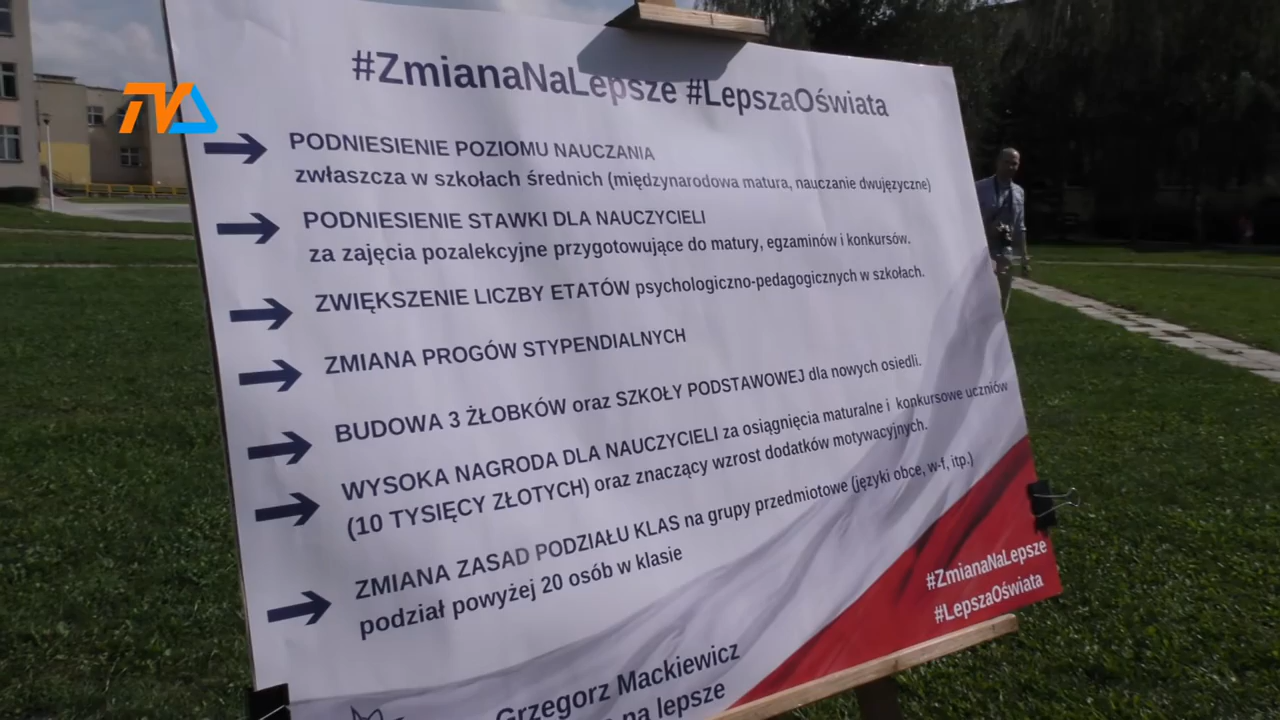 TVA
#ZmianaNaLepsze #LepszaOświata
PODNIESIENIE POZIOMU NAUCZANIA
zwłaszcza w szkołach średnich (międzynarodowa matura, nauczanie dwujęzyczne)
PODNIESIENIE STAWKI DLA NAUCZYCIELI
za zajęcia pozalekcyjne przygotowujące do matury, egzaminów i konkursów.
ZWIĘKSZENIE LICZBY ETATÓW psychologiczno-pedagogicznych w szkołach.
ZMIANA PROGÓW STYPENDIALNYCH
BUDOWA 3 ŻŁOBKÓW oraz SZKOŁY PODSTAWOWEJ dla nowych osiedli.
WYSOKA NAGRODA DLA NAUCZYCIELI za osiągnięcia maturalne i konkursowe uczniów
(10 TYSIĘCY ZŁOTYCH) oraz znaczący wzrost dodatków motywacyjnych.
ZMIANA ZASAD PODZIAŁU KLAS na grupy przedmiotowe (języki obce, w-f, itp.)
podział powyżej 20 osób w klasie
#ZmianaNaLepsze
#LepszaOświata
Grzegorz Mackiewicz
na lepsze